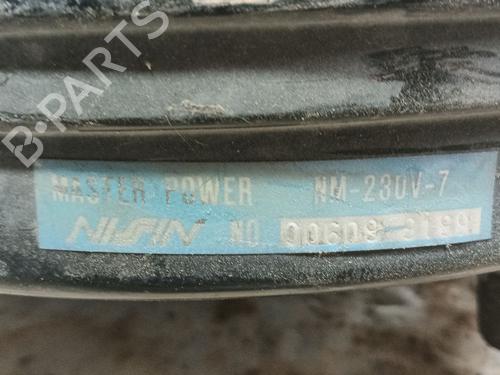 B-PARTS
MASTER POWER NM-230V-7
NISSIN NO.